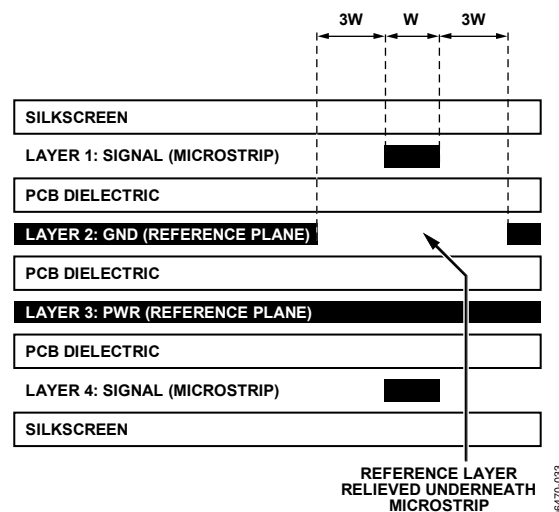 3W W 3W
SILKSCREEN
LAYER 1: SIGNAL (MICROSTRIP)
PCB DIELECTRIC
LAYER 2: GND (REFERENCE PLANE)
PCB DIELECTRIC
LAYER 3: PWR (REFERENCE PLANE)
PCB DIELECTRIC
LAYER 4: SIGNAL (MICROSTRIP)
SILKSCREEN
REFERENCE LAYER
RELIEVED UNDERNEATH
MICROSTRIP